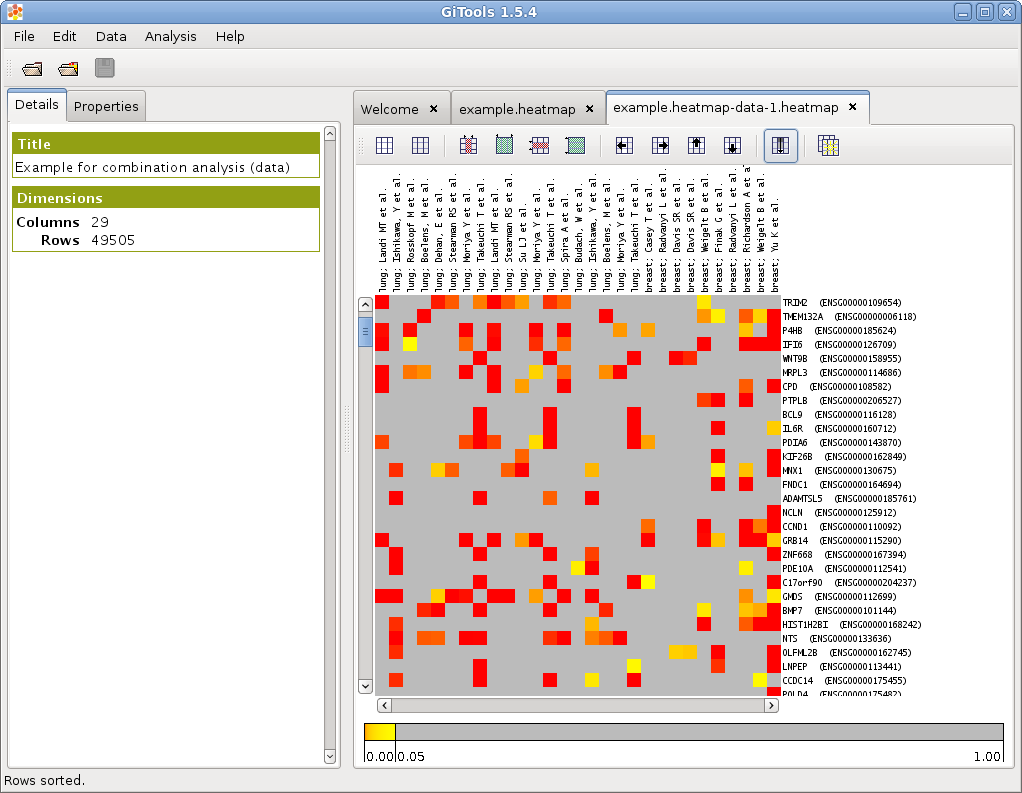 GiTools 1.5.4
File Edit Data Analysis Help
Details Properties
Title
Example for combination analysis (data)
Dimensions
Columns 29
Rows 49505
Welcome example.heatmap example.heatmap-data-1.heatmap
lung; Landi MT et al.
lung; Ishikawa, Y et al.
lung; Rosskopf M et al.
lung; Boelens, M et al.
lung; Dehan, E et al.
lung; Stearman RS et al.
lung; Moriya Y et al.
lung; Takeuchi T et al.
lung; Landi MT et al.
lung; Stearman RS et al.
lung; Su LJ et al.
lung; Moriya Y et al.
lung; Takeuchi T et al.
lung; Spira A et al.
lung; Budach, W et al.
lung; Ishikawa, Y et al.
lung; Boelens, M et al.
lung; Moriya Y et al.
lung; Takeuchi T et al.
breast; Casey T et al.
breast; Radvanyi L et al.
breast; Davis SR et al.
breast; Davis SR et al.
breast; Weigelt B et al.
breast; Finak G et al.
breast; Radvanyi L et al.
breast; Richardson A et al
breast; Weigelt B et al.
breast; Yu K et al.
TRIM2 (ENSG00000109654)
TMEM132A (ENSG00000006118)
P4HB (ENSG00000185624)
IFI6 (ENSG00000126709)
WNT9B (ENSG00000158955)
MRPL3 (ENSG00000114686)
CPD (ENSG00000108582)
PTPLB (ENSG00000206527)
BCL9 (ENSG00000116128)
IL6R (ENSG00000160712)
PDIA6 (ENSG00000143870)
KIF26B (ENSG00000162849)
MNX1 (ENSG00000130675)
FNDC1 (ENSG00000164694)
ADAMTSL5 (ENSG00000185761)
NCLN (ENSG00000125912)
CCND1 (ENSG00000110092)
GRB14 (ENSG00000115290)
ZNF668 (ENSG00000167394)
PDE10A (ENSG00000112541)
C17orf90 (ENSG00000204237)
GMDS (ENSG00000112699)
BMP7 (ENSG00000101144)
HIST1H2BI (ENSG00000168242)
NTS (ENSG00000133636)
OLFML2B (ENSG00000162745)
LNPEP (ENSG00000113441)
CCDC14 (ENSG00000175455)
POLD4 (ENSG00000175482)
0.00 0.05 1.00
Rows sorted.